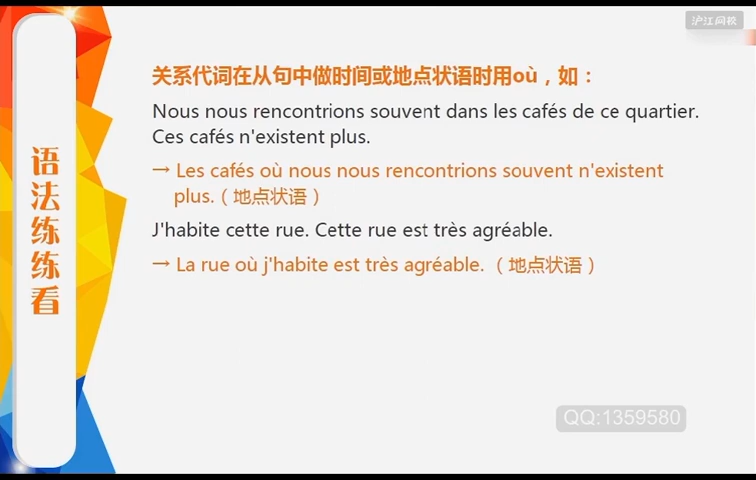 沪江网校
关系代词在从句中做时间或地点状语时用où，如：
Nous nous rencontrions souvent dans les cafés de ce quartier.
Ces cafés n'existent plus.
→ Les cafés où nous nous rencontrions souvent n'existent
plus.（地点状语）
J'habite cette rue. Cette rue est très agréable.
→ La rue où j'habite est très agréable. （地点状语）
语
法
练
练
看
QQ:1359580